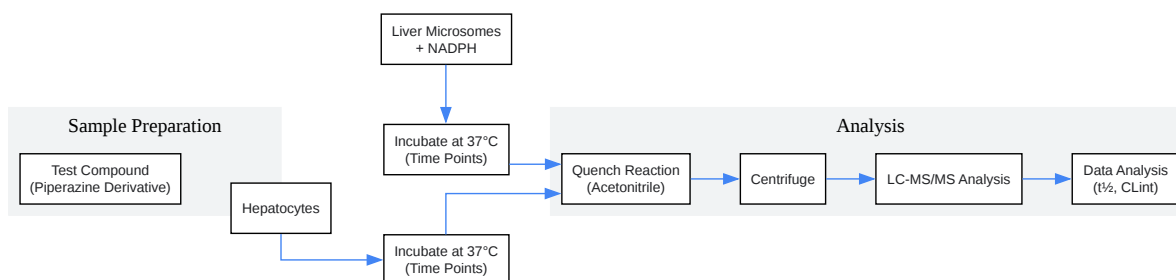 Liver Microsomes
+ NADPH
Sample Preparation
Analysis
Incubate at 37°C
(Time Points)
Test Compound
(Piperazine Derivative)
Quench Reaction
(Acetonitrile)
Centrifuge
LC-MS/MS Analysis
Data Analysis
(t½, CLint)
Hepatocytes
Incubate at 37°C
(Time Points)